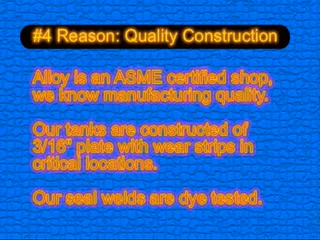 #4 Reason: Quality Construction
Alloy is an ASME certified shop,
we know manufacturing quality.
Our tanks are constructed of
3/16" plate with wear strips in
critical locations.
Our seal welds are dye tested.